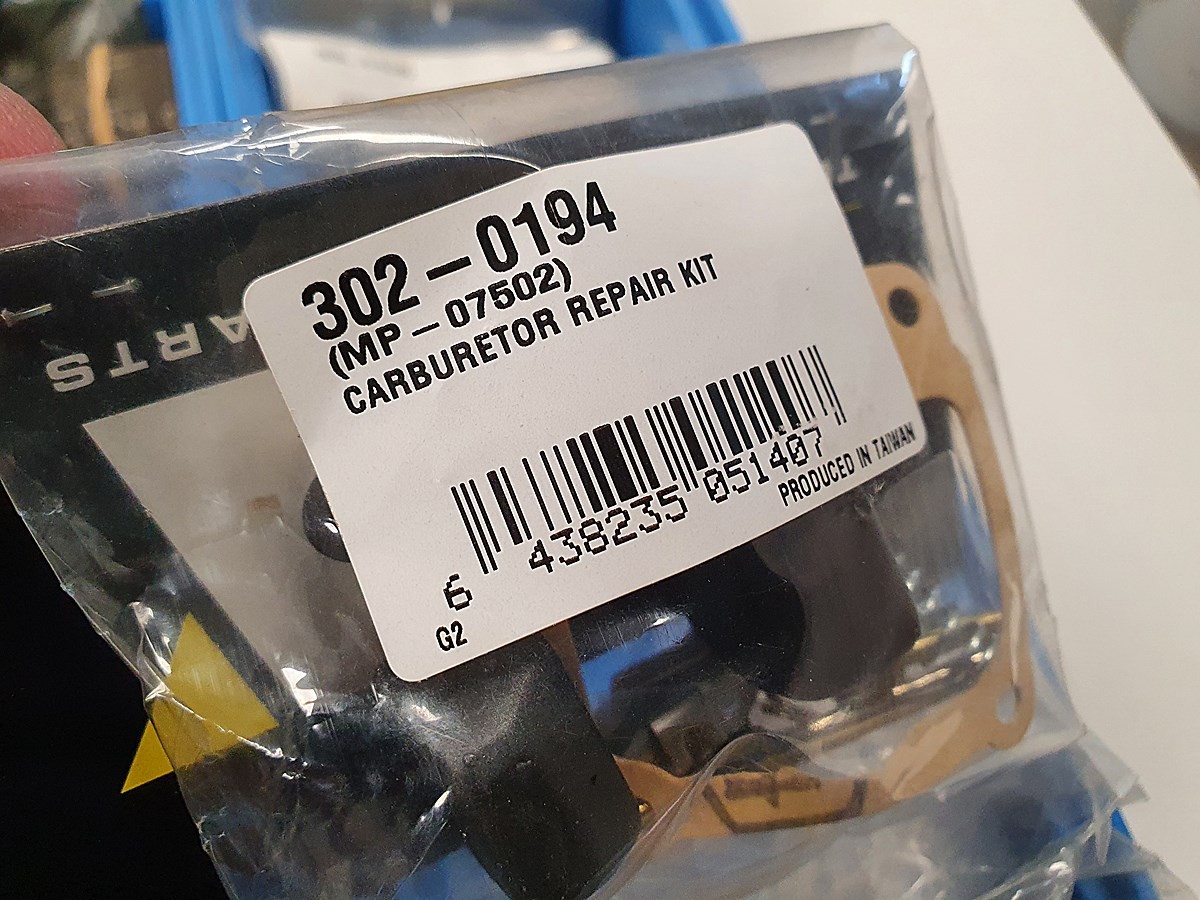 302-0194
(MP-07502)
CARBURETOR REPAIR KIT
6 438235 051407
PRODUCED IN TAIWAN
G2
ARTS